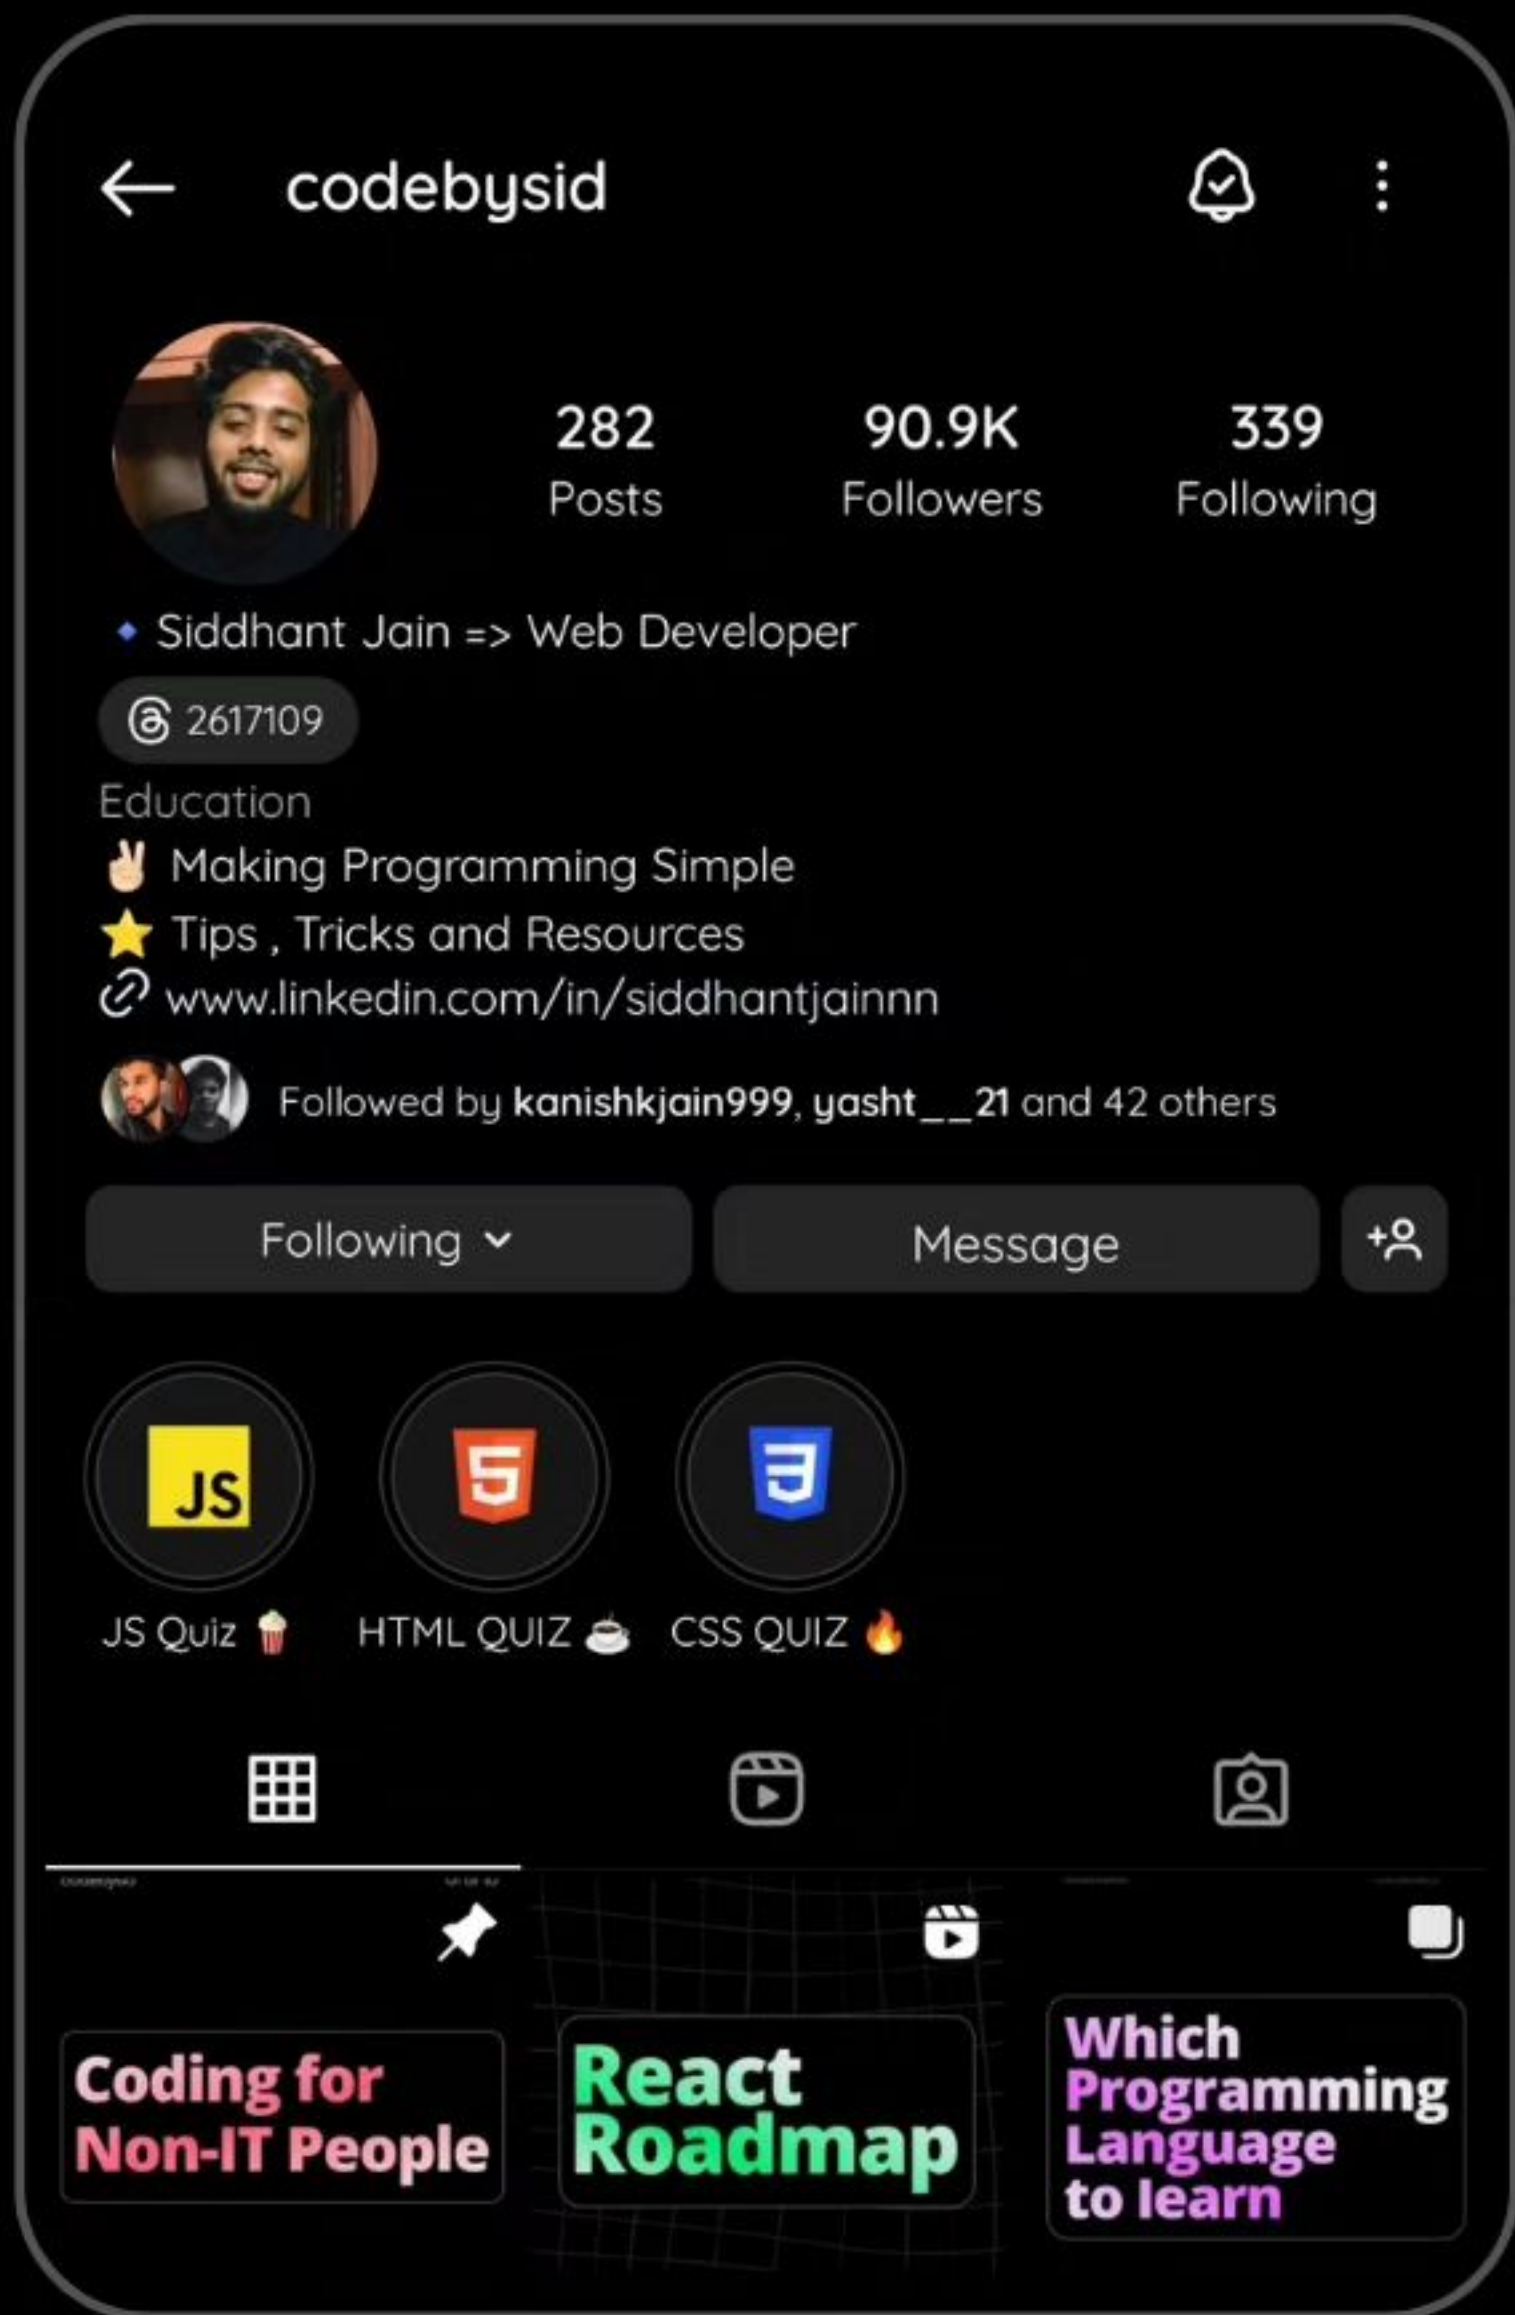 codebysid
282 90.9K 339
Posts Followers Following
🔹 Siddhant Jain => Web Developer
2617109
Education
✌🏻 Making Programming Simple
⭐ Tips , Tricks and Resources
www.linkedin.com/in/siddhantjainnn
Followed by kanishkjain999, yasht__21 and 42 others
Following
Message
JS
JS Quiz 🍿 HTML QUIZ ☕ CSS QUIZ 🔥
Coding for
Non-IT People
React
Roadmap
Which
Programming
Language
to learn